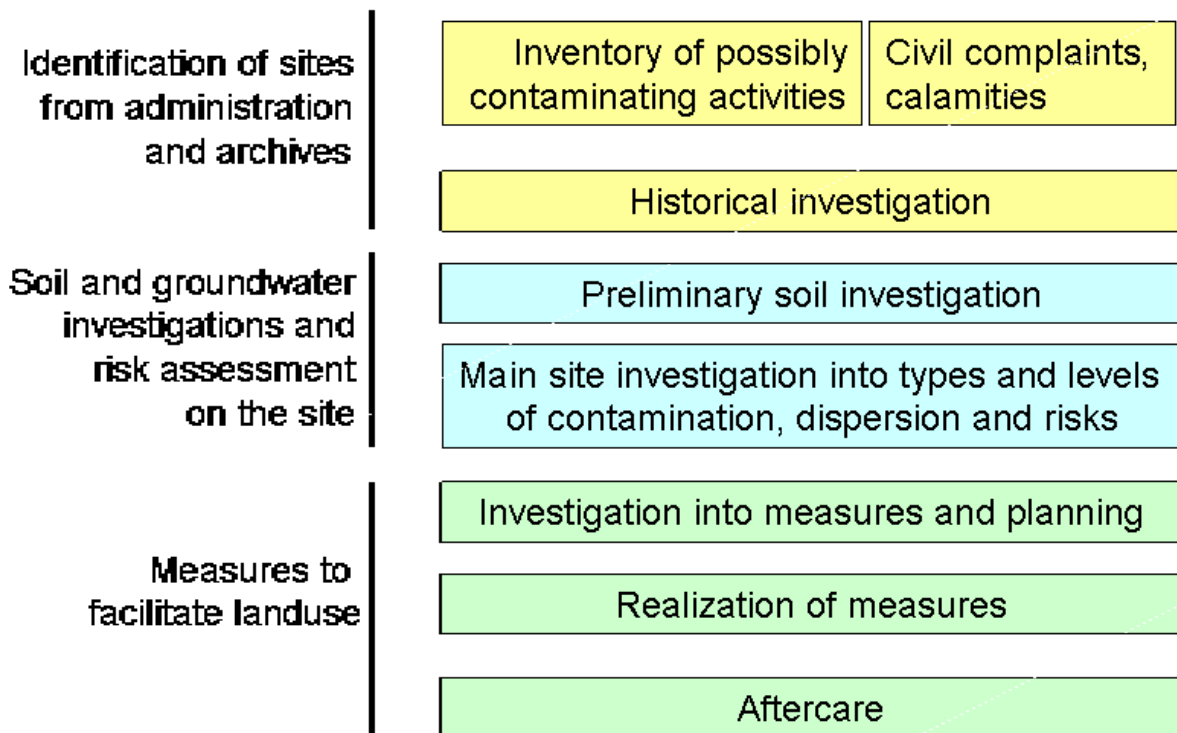 Identification of sites
from administration
and archives
Inventory of possibly
contaminating activities
Civil complaints,
calamities
Historical investigation
Soil and groundwater
investigations and
risk assessment
on the site
Preliminary soil investigation
Main site investigation into types and levels
of contamination, dispersion and risks
Measures to
facilitate landuse
Investigation into measures and planning
Realization of measures
Aftercare